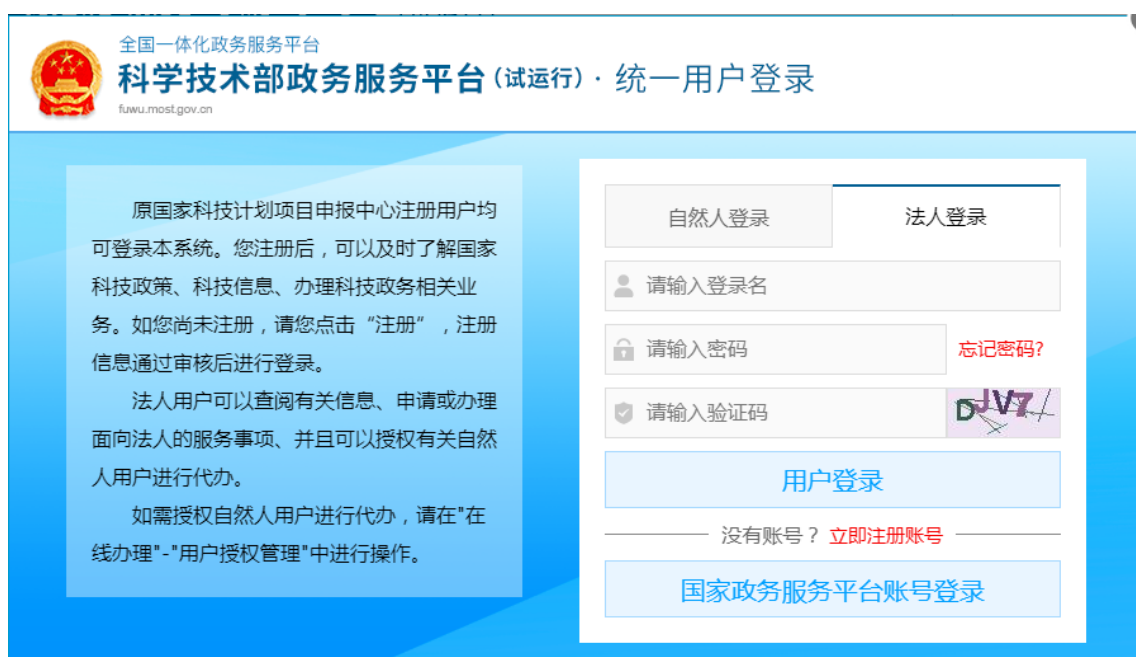 全国一体化政务服务平台
科学技术部政务服务平台(试运行)·统一用户登录
fuwu.most.gov.cn
原国家科技计划项目申报中心注册用户均
可登录本系统。您注册后，可以及时了解国家
科技政策、科技信息、办理科技政务相关业
务。如您尚未注册，请您点击“注册”，注册
信息通过审核后进行登录。
法人用户可以查阅有关信息、申请或办理
面向法人的服务事项、并且可以授权有关自然
人用户进行代办。
如需授权自然人用户进行代办，请在"在
线办理"-"用户授权管理"中进行操作。
自然人登录
法人登录
请输入登录名
请输入密码
忘记密码?
请输入验证码
DJV7
用户登录
没有账号？立即注册账号
国家政务服务平台账号登录